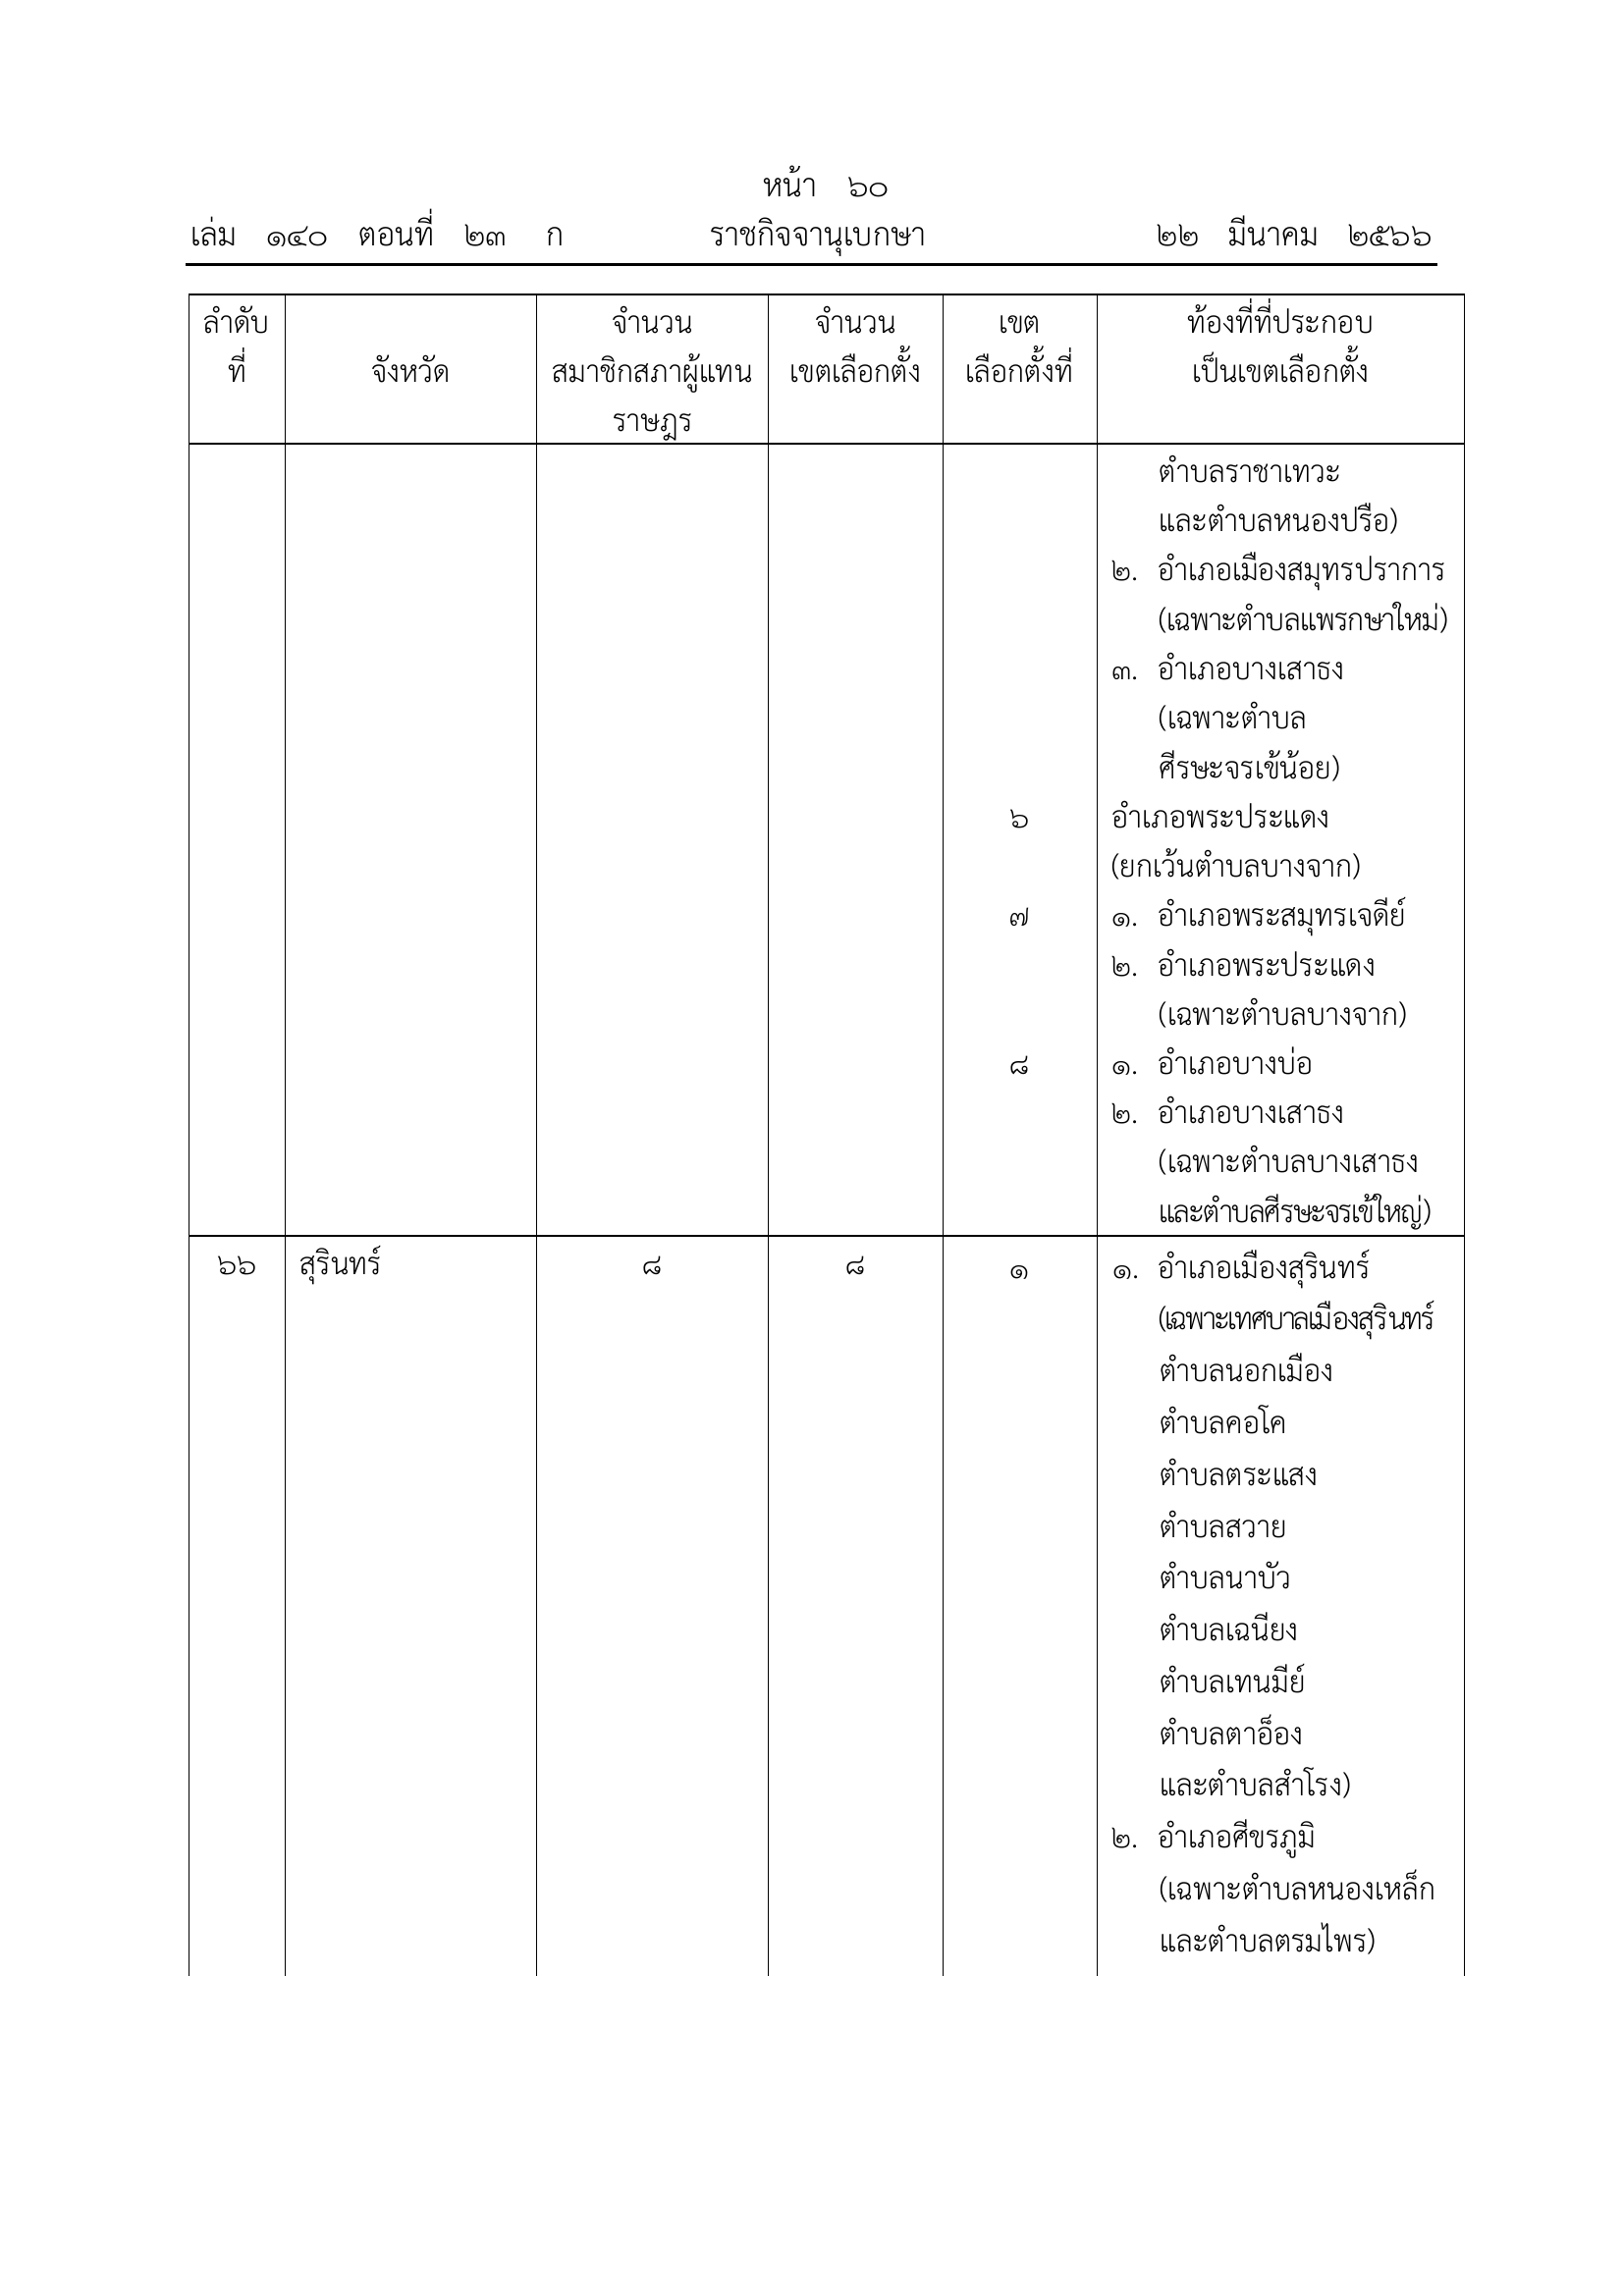 หน้า ๖๐
เล่ม ๑๔๐ ตอนที่ ๒๓ ก ราชกิจจานุเบกษา ๒๒ มีนาคม ๒๕๖๖
ลำดับ จำนวน จำนวน เขต ท้องที่ที่ประกอบ
ที่ จังหวัด สมาชิกสภาผู้แทน เขตเลือกตั้ง เลือกตั้งที่ เป็นเขตเลือกตั้ง
ราษฎร
ตำบลราชาเทวะ
และตำบลหนองปรือ)
๒. อำเภอเมืองสมุทรปราการ
(เฉพาะตำบลแพรกษาใหม่)
๓. อำเภอบางเสาธง
(เฉพาะตำบล
ศีรษะจรเข้น้อย)
๖ อำเภอพระประแดง
(ยกเว้นตำบลบางจาก)
๗ ๑. อำเภอพระสมุทรเจดีย์
๒. อำเภอพระประแดง
(เฉพาะตำบลบางจาก)
๘ ๑. อำเภอบางบ่อ
๒. อำเภอบางเสาธง
(เฉพาะตำบลบางเสาธง
และตำบลศีรษะจรเข้ใหญ่)
๖๖ สุรินทร์ ๘ ๘ ๑ ๑. อำเภอเมืองสุรินทร์
(เฉพาะเทศบาลเมืองสุรินทร์
ตำบลนอกเมือง
ตำบลคอโค
ตำบลตระแสง
ตำบลสวาย
ตำบลนาบัว
ตำบลเฉนียง
ตำบลเทนมีย์
ตำบลตาอ็อง
และตำบลสำโรง)
๒. อำเภอศีขรภูมิ
(เฉพาะตำบลหนองเหล็ก
และตำบลตรมไพร)